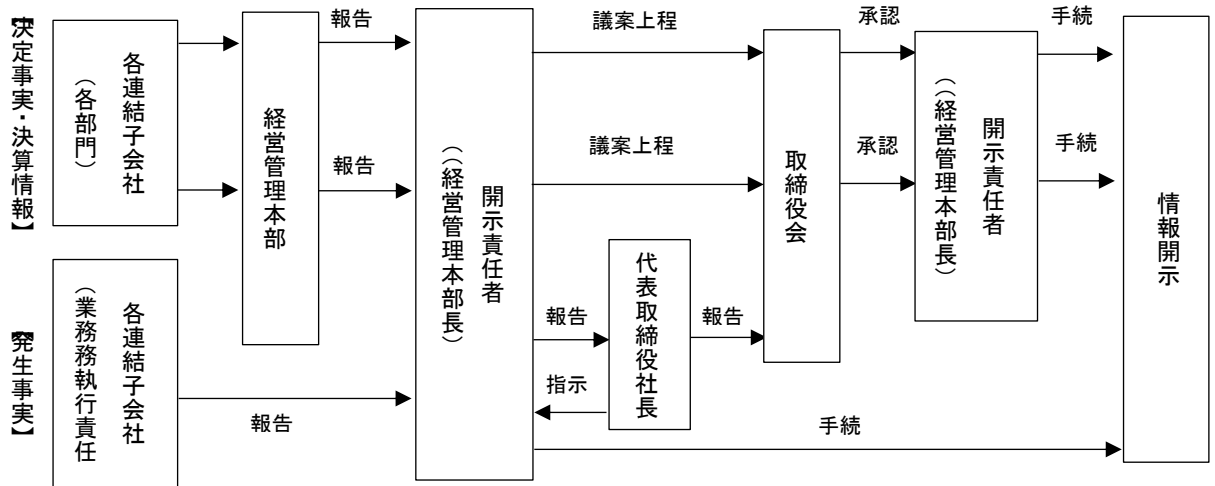 【決定事実・決算情報】
各連結子会社
（各部門）
経営管理本部
報告
報告
開示責任者
（（経営管理本部長）
議案上程
議案上程
取締役会
承認
承認
開示責任者
（（経営管理本部長）
手続
手続
情報開示
【発生事実】
各連結子会社
（業務務執行責任
報告
報告
指示
代表取締役社長
報告
手続